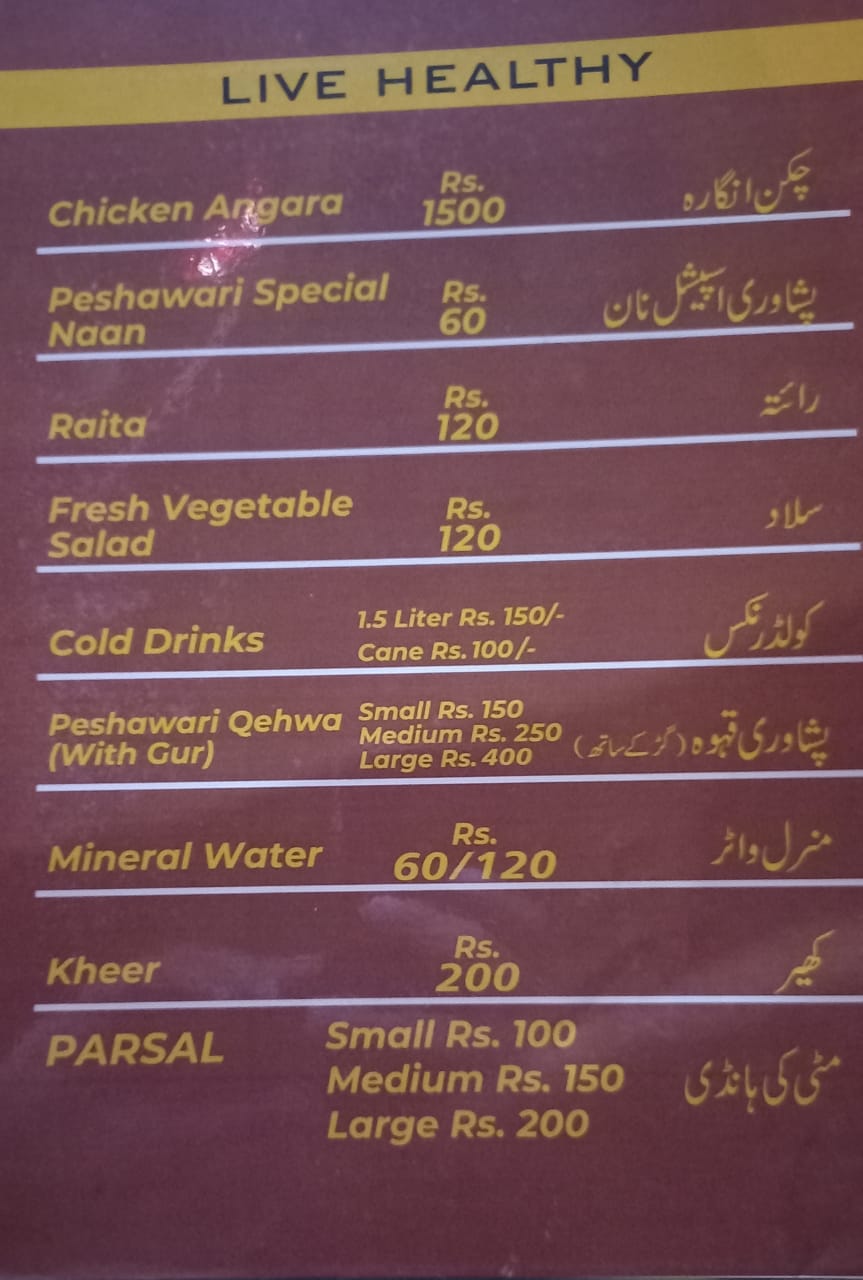 LIVE HEALTHY
Chicken Angara Rs. 1500 چکن انگارہ
Peshawari Special
Naan Rs. 60 پشاوری اسپیشل نان
Raita Rs. 120 رائتہ
Fresh Vegetable
Salad Rs. 120 سلاد
Cold Drinks 1.5 Liter Rs. 150/-
Cane Rs. 100/- کولڈرنکس
Peshawari Qehwa
(With Gur) Small Rs. 150
Medium Rs. 250
Large Rs. 400 پشاوری قہوہ (گڑ کے ساتھ)
Mineral Water Rs. 60/120 منرل واٹر
Kheer Rs. 200 کھیر
PARSAL Small Rs. 100
Medium Rs. 150
Large Rs. 200 مٹی کی ہانڈی